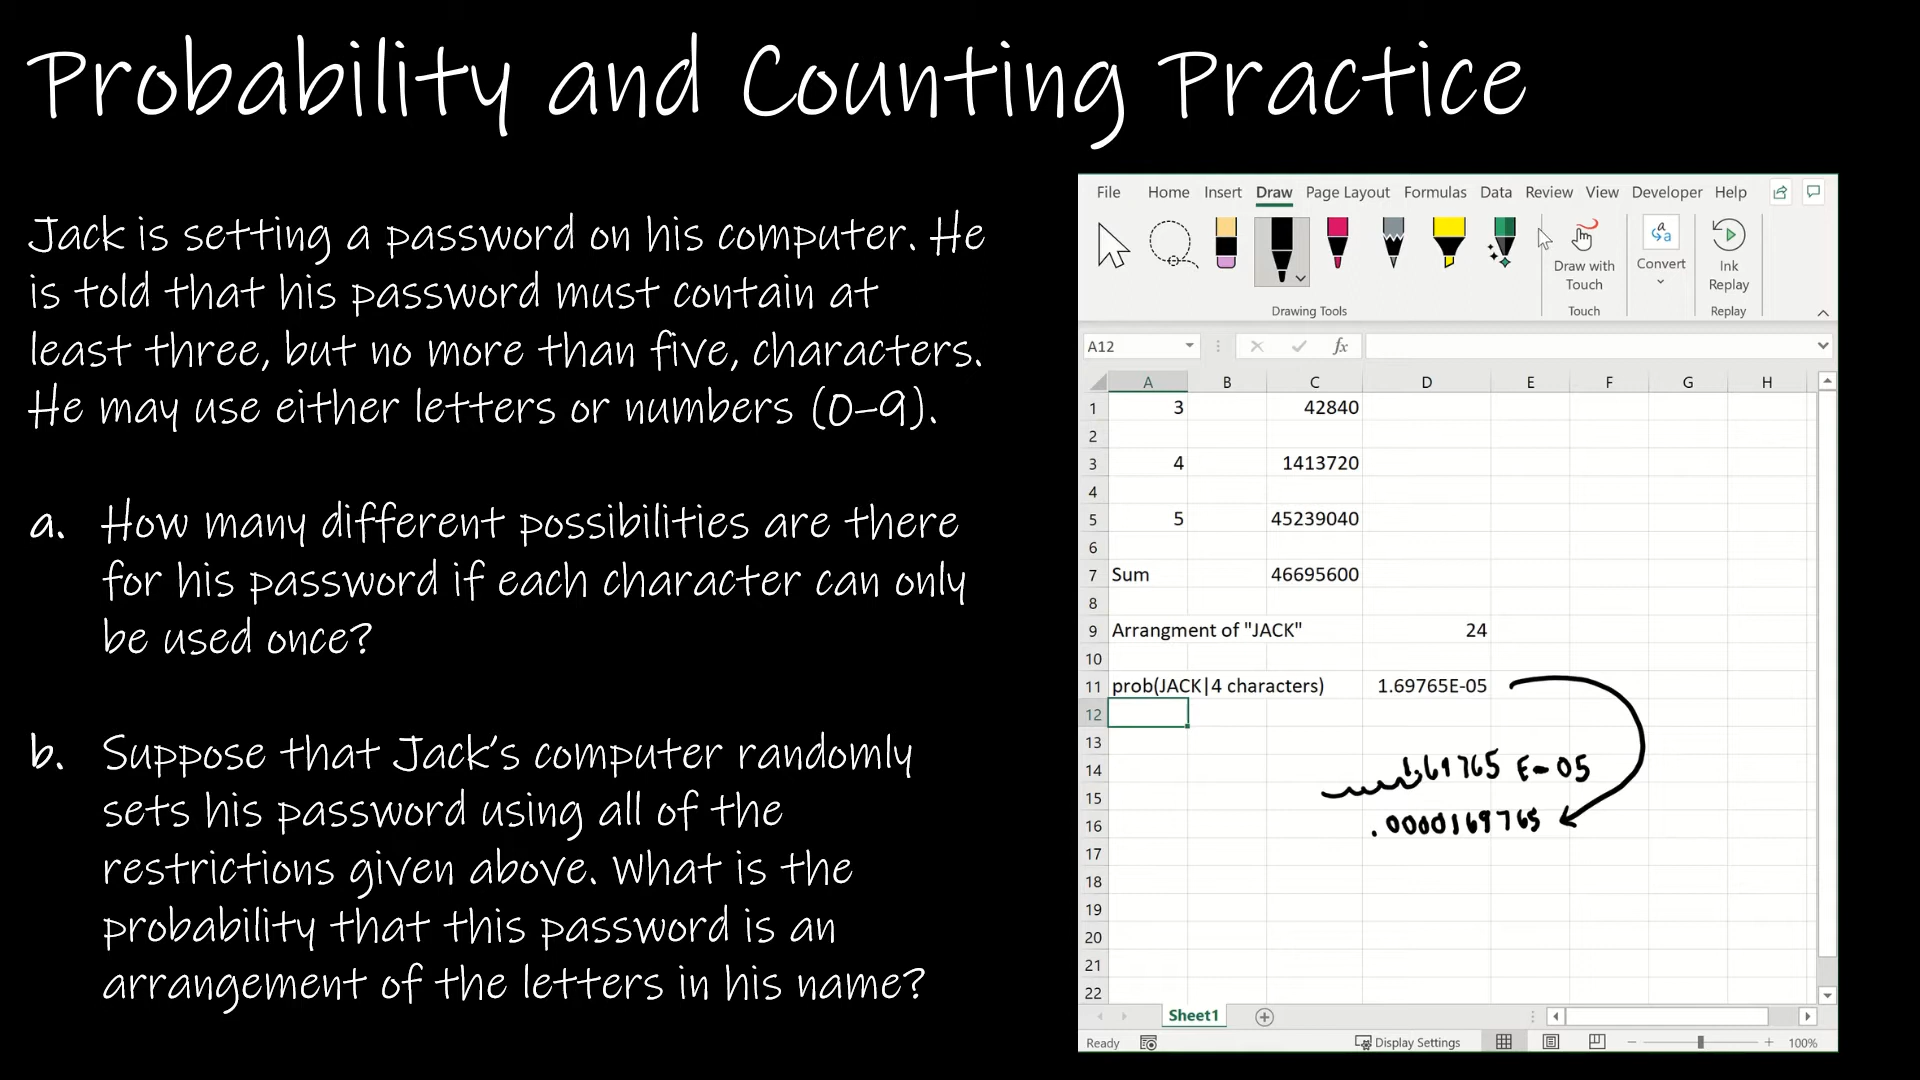 Probability and Counting Practice
Jack is setting a password on his computer. He
is told that his password must contain at
least three, but no more than five, characters.
He may use either letters or numbers (0-9).
a. How many different possibilities are there
for his password if each character can only
be used once?
b. Suppose that Jack's computer randomly
sets his password using all of the
restrictions given above. What is the
probability that this password is an
arrangement of the letters in his name?
File Home Insert Draw Page Layout Formulas Data Review View Developer Help
Draw with Touch
Convert
Ink Replay
Drawing Tools Touch Replay
A12 fx
A B C D E F G H
1 3 42840
2
3 4 1413720
4
5 5 45239040
6
7 Sum 46695600
8
9 Arrangment of "JACK" 24
10
11 prob(JACK|4 characters) 1.69765E-05
12
13
14 1.69765 E-05
15
16 .0000169765
17
18
19
20
21
22
Sheet1
Ready Display Settings 100%